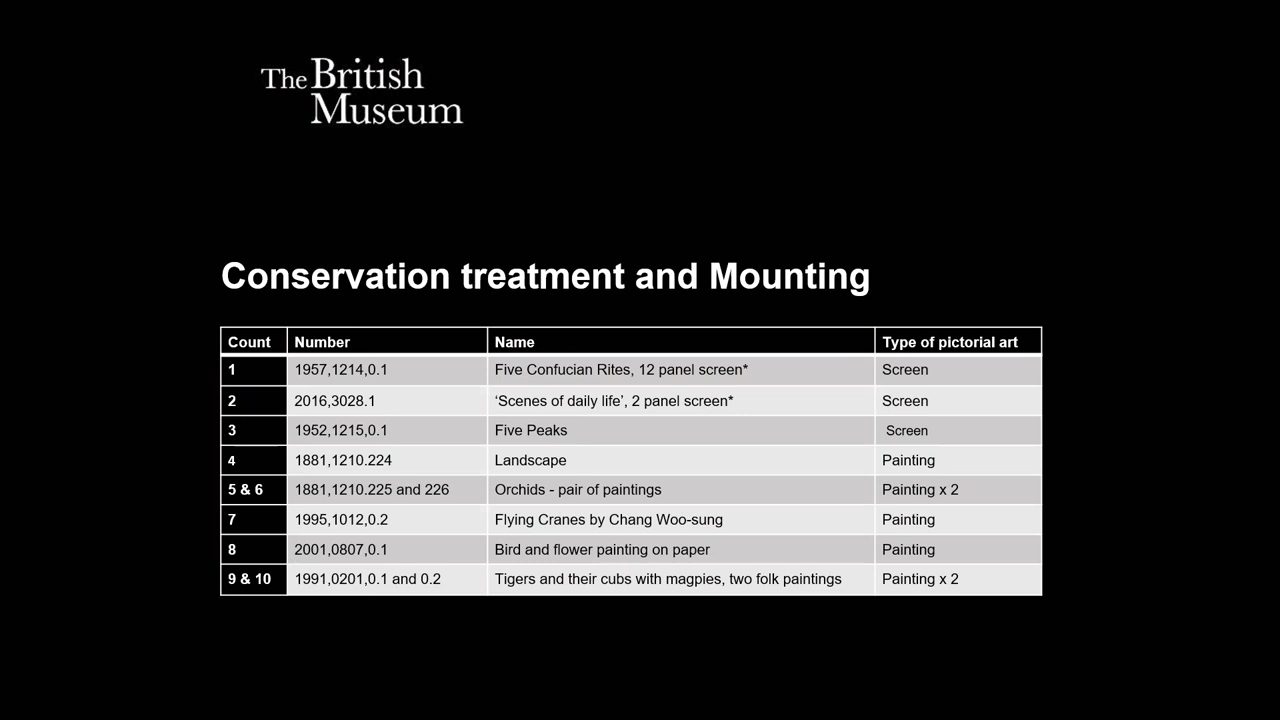 The British
Museum
Conservation treatment and Mounting
Count Number Name Type of pictorial art
1 1957,1214,0.1 Five Confucian Rites, 12 panel screen* Screen
2 2016,3028.1 ‘Scenes of daily life’, 2 panel screen* Screen
3 1952,1215,0.1 Five Peaks Screen
4 1881,1210.224 Landscape Painting
5 & 6 1881,1210.225 and 226 Orchids - pair of paintings Painting x 2
7 1995,1012,0.2 Flying Cranes by Chang Woo-sung Painting
8 2001,0807,0.1 Bird and flower painting on paper Painting
9 & 10 1991,0201,0.1 and 0.2 Tigers and their cubs with magpies, two folk paintings Painting x 2